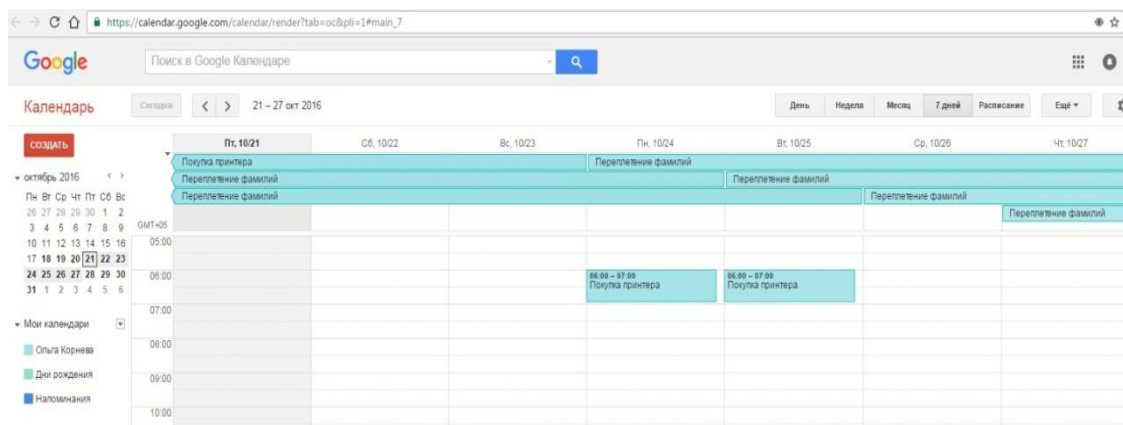 https://calendar.google.com/calendar/render?tab=oc&pli=1#main_7
Google
Поиск в Google Календаре
Календарь
Сегодня
21 – 27 окт 2016
День Неделя Месяц 7 дней Расписание Ещё
СОЗДАТЬ
Пт, 10/21 Сб, 10/22 Вс, 10/23 Пн, 10/24 Вт, 10/25 Ср, 10/26 Чт, 10/27
Покупка принтера Переплетение фамилий
Переплетение фамилий Переплетение фамилий
Переплетение фамилий Переплетение фамилий
Переплетение фамилий
октябрь 2016
Пн Вт Ср Чт Пт Сб Вс
26 27 28 29 30 1 2
3 4 5 6 7 8 9
10 11 12 13 14 15 16
17 18 19 20 21 22 23
24 25 26 27 28 29 30
31 1 2 3 4 5 6
GMT+05
05:00
06:00
06:00 – 07:00 06:00 – 07:00
Покупка принтера Покупка принтера
07:00
08:00
09:00
10:00
Мои календари
Ольга Корнева
Дни рождения
Напоминания